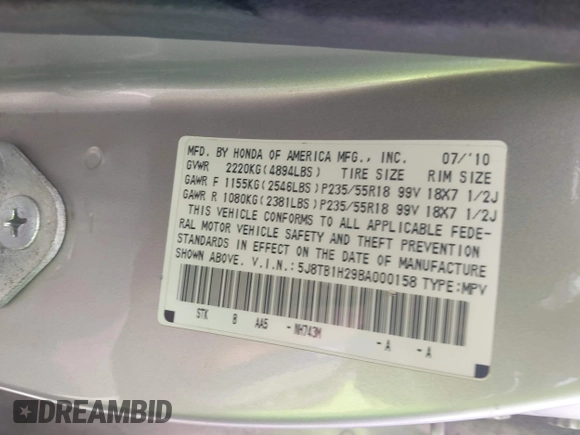 MFD. BY HONDA OF AMERICA MFG., INC. 07/'10
GVWR 2220KG(4894LBS) TIRE SIZE RIM SIZE
GAWR F 1155KG(2546LBS)P235/55R18 99V 18X7 1/2J
GAWR R 1080KG(2381LBS)P235/55R18 99V 18X7 1/2J
THIS VEHICLE CONFORMS TO ALL APPLICABLE FEDE-
RAL MOTOR VEHICLE SAFETY AND THEFT PREVENTION
STANDARDS IN EFFECT ON THE DATE OF MANUFACTURE
SHOWN ABOVE. V.I.N.:5J8TB1H29BA000158 TYPE:MPV
STK B AA5 -NH743M -A -A
DREAMBID